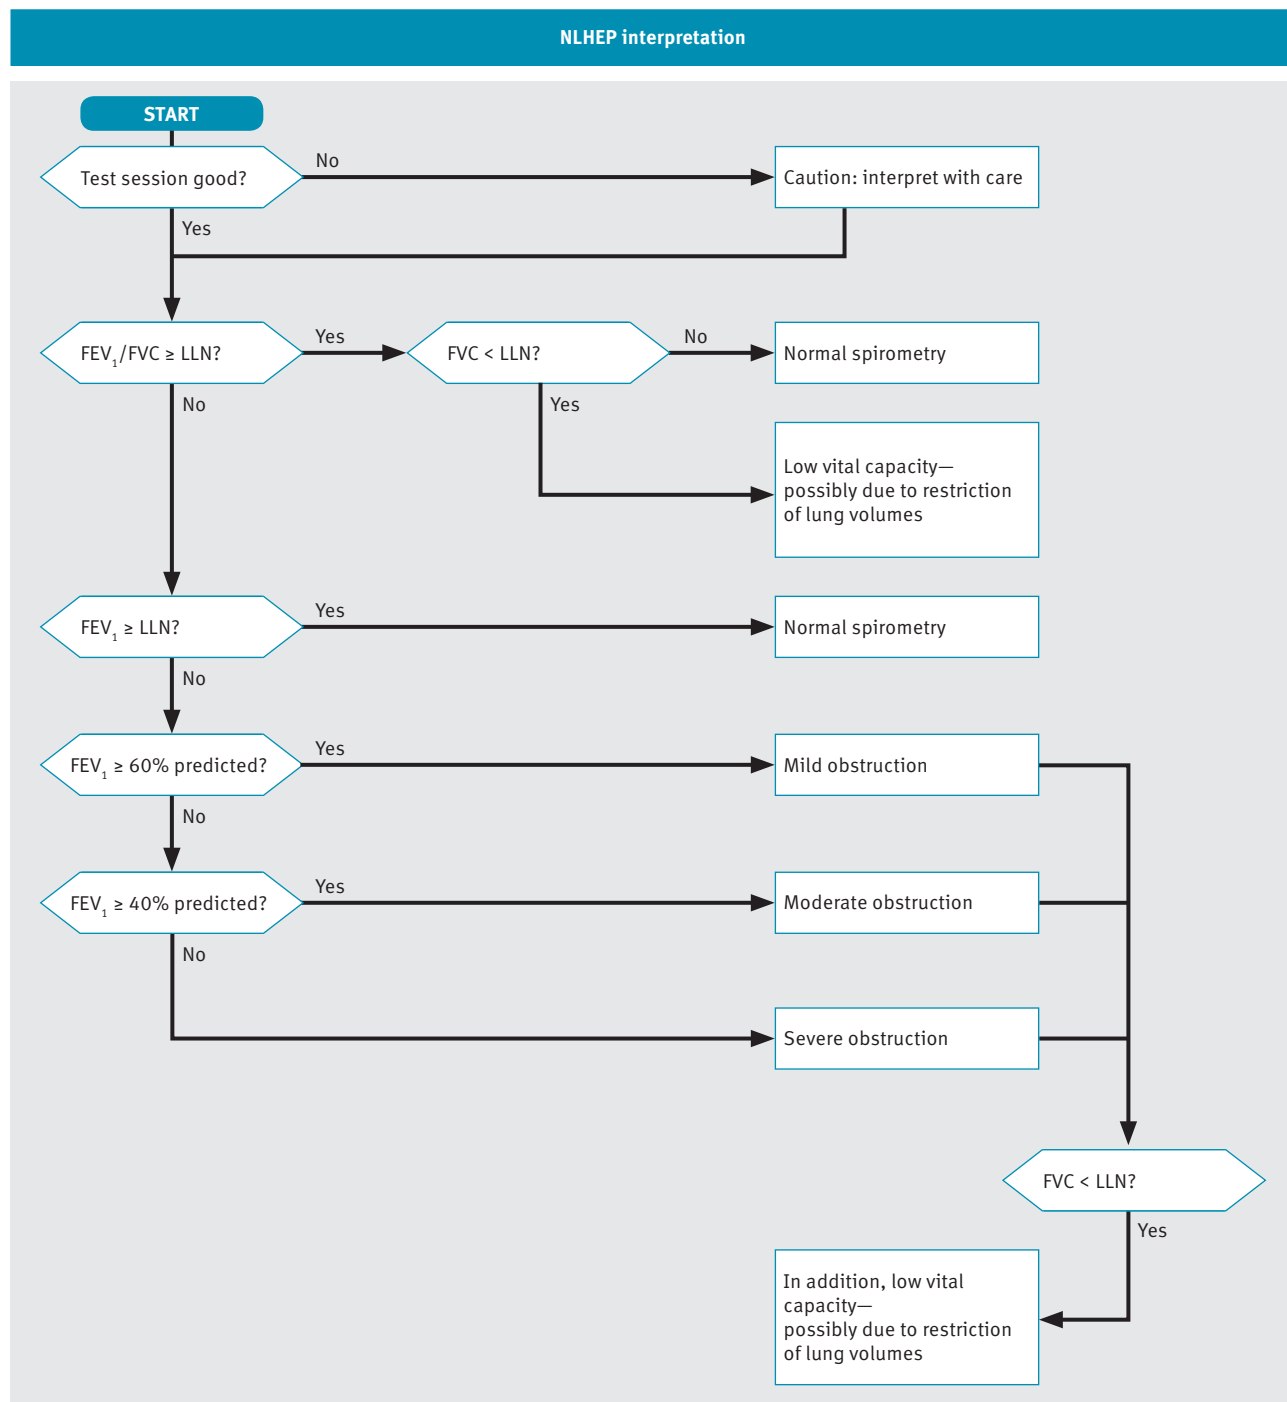 NLHEP interpretation
START
Test session good?
No
Caution: interpret with care
Yes
FEV₁/FVC ≥ LLN?
Yes
FVC < LLN?
No
Normal spirometry
No
Yes
Low vital capacity—
possibly due to restriction
of lung volumes
FEV₁ ≥ LLN?
Yes
Normal spirometry
No
FEV₁ ≥ 60% predicted?
Yes
Mild obstruction
No
FEV₁ ≥ 40% predicted?
Yes
Moderate obstruction
No
Severe obstruction
FVC < LLN?
Yes
In addition, low vital
capacity—
possibly due to restriction
of lung volumes